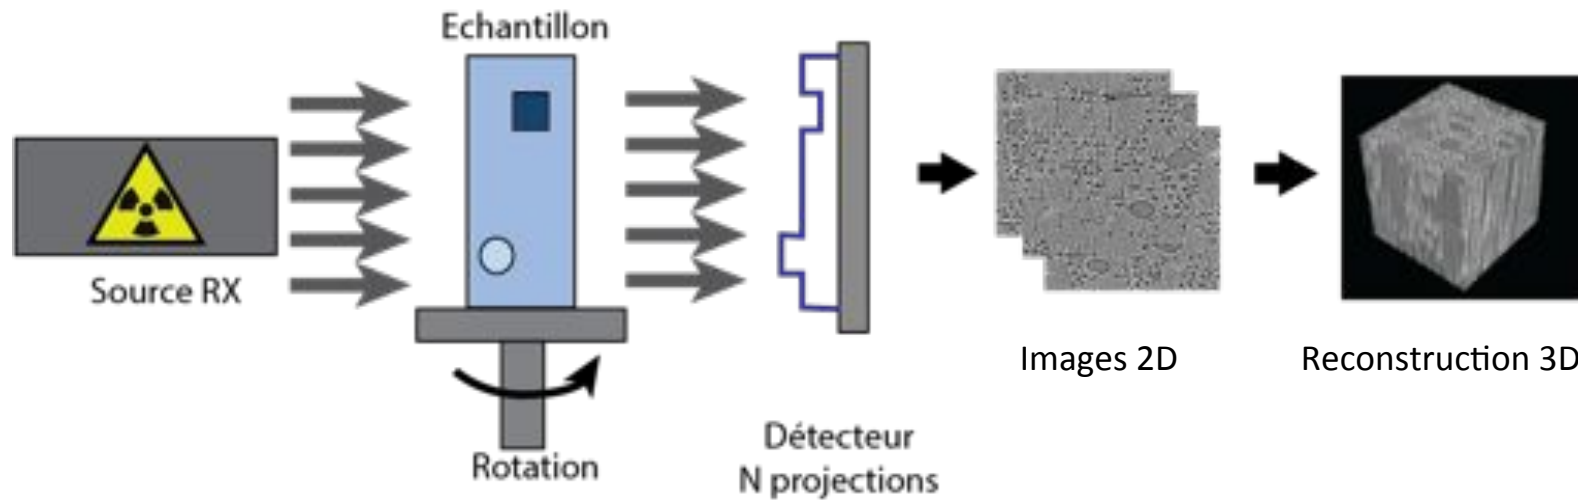 Echantillon
Source RX
Rotation
Détecteur
N projections
Images 2D
Reconstruction 3D